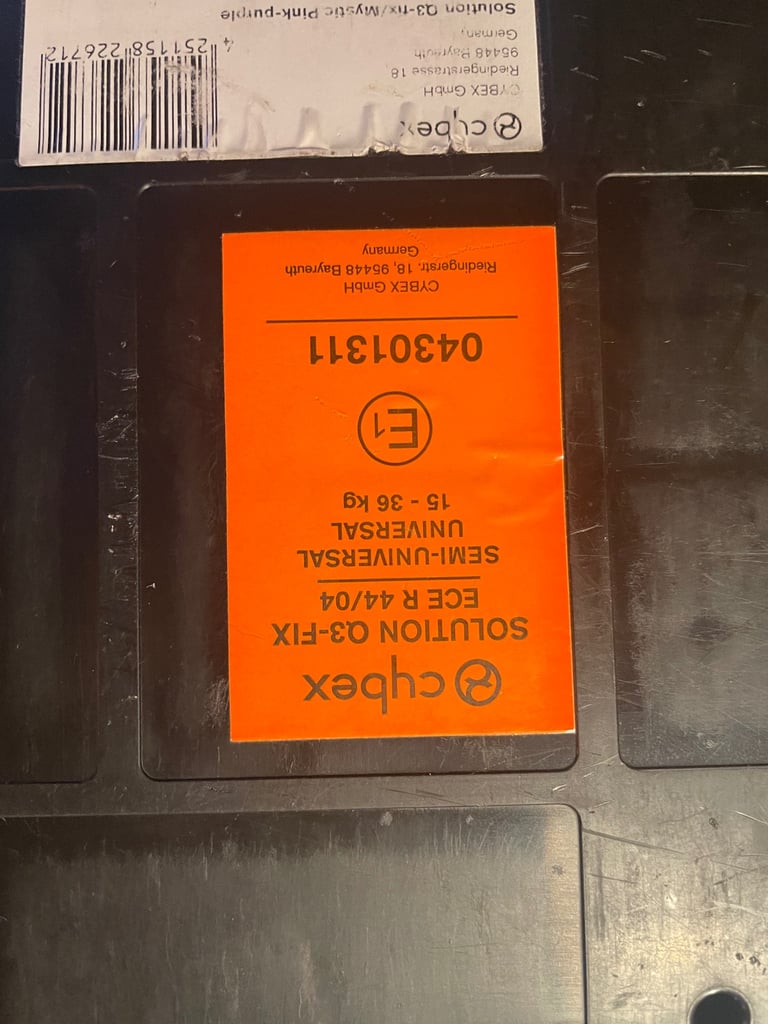 cybex
SOLUTION Q3-FIX
ECE R 44/04
SEMI-UNIVERSAL
UNIVERSAL
15 - 36 kg
E1
04301311
CYBEX GmbH
Riedingerstr. 18, 95448 Bayreuth
Germany
cybex
CYBEX GmbH
Riedingerstrasse 18
95448 Bayreuth
German,
4 251158 226712
Solution Q3-fix/Mystic Pink-purple